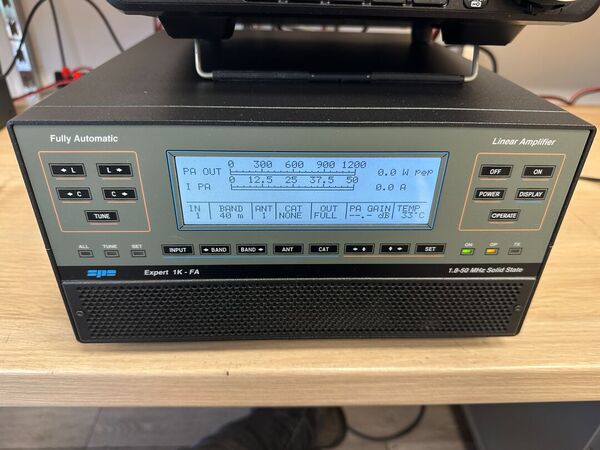 Fully Automatic
Linear Amplifier
0 300 600 900 1200
PA OUT 0.0 W pep
0 12.5 25 37.5 50
I PA 0.0 A
IN BAND ANT CAT OUT PA GAIN TEMP
1 40 m 1 NONE FULL --.- dB 33°C
L L
C C
TUNE
OFF ON
POWER DISPLAY
OPERATE
ALL TUNE SET
INPUT BAND BAND ANT CAT SET
ON OP TX
spe Expert 1K - FA
1.8-50 MHz Solid State